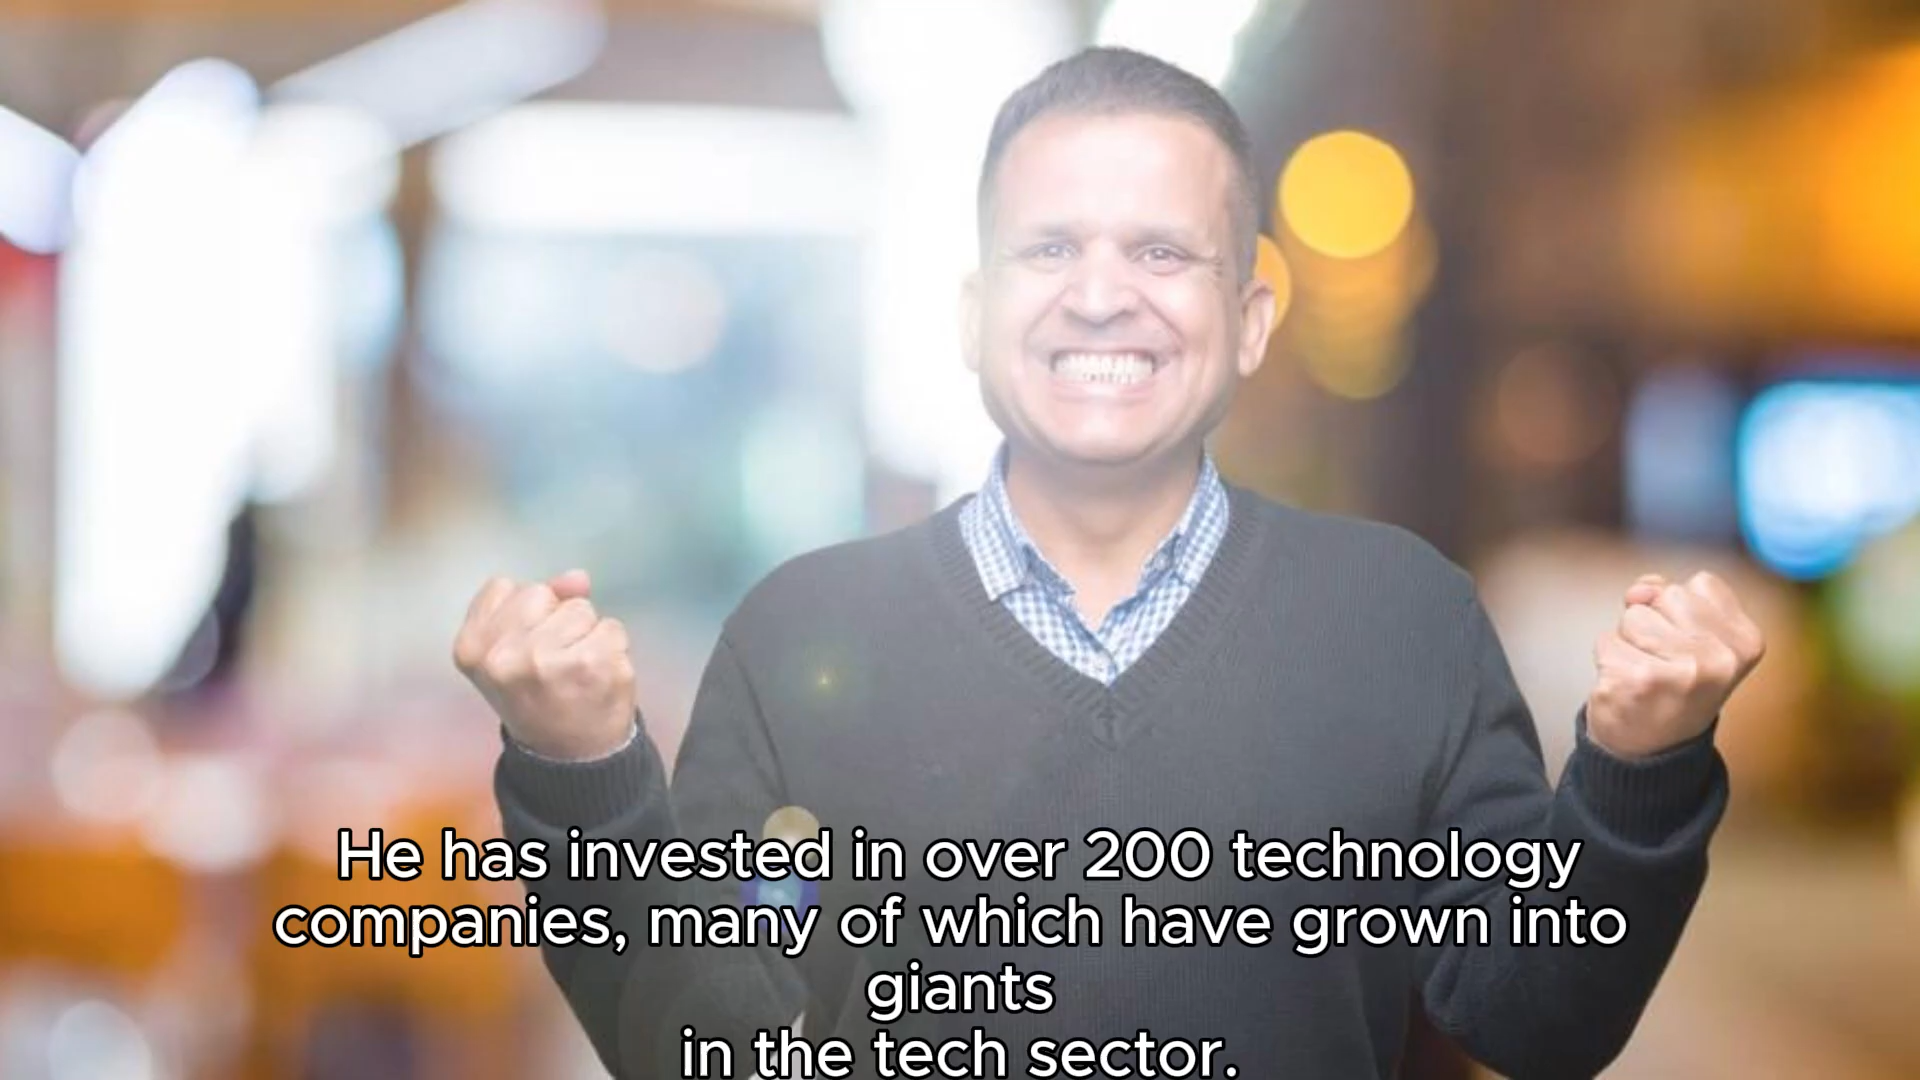 He has invested in over 200 technology
companies, many of which have grown into
giants
in the tech sector.